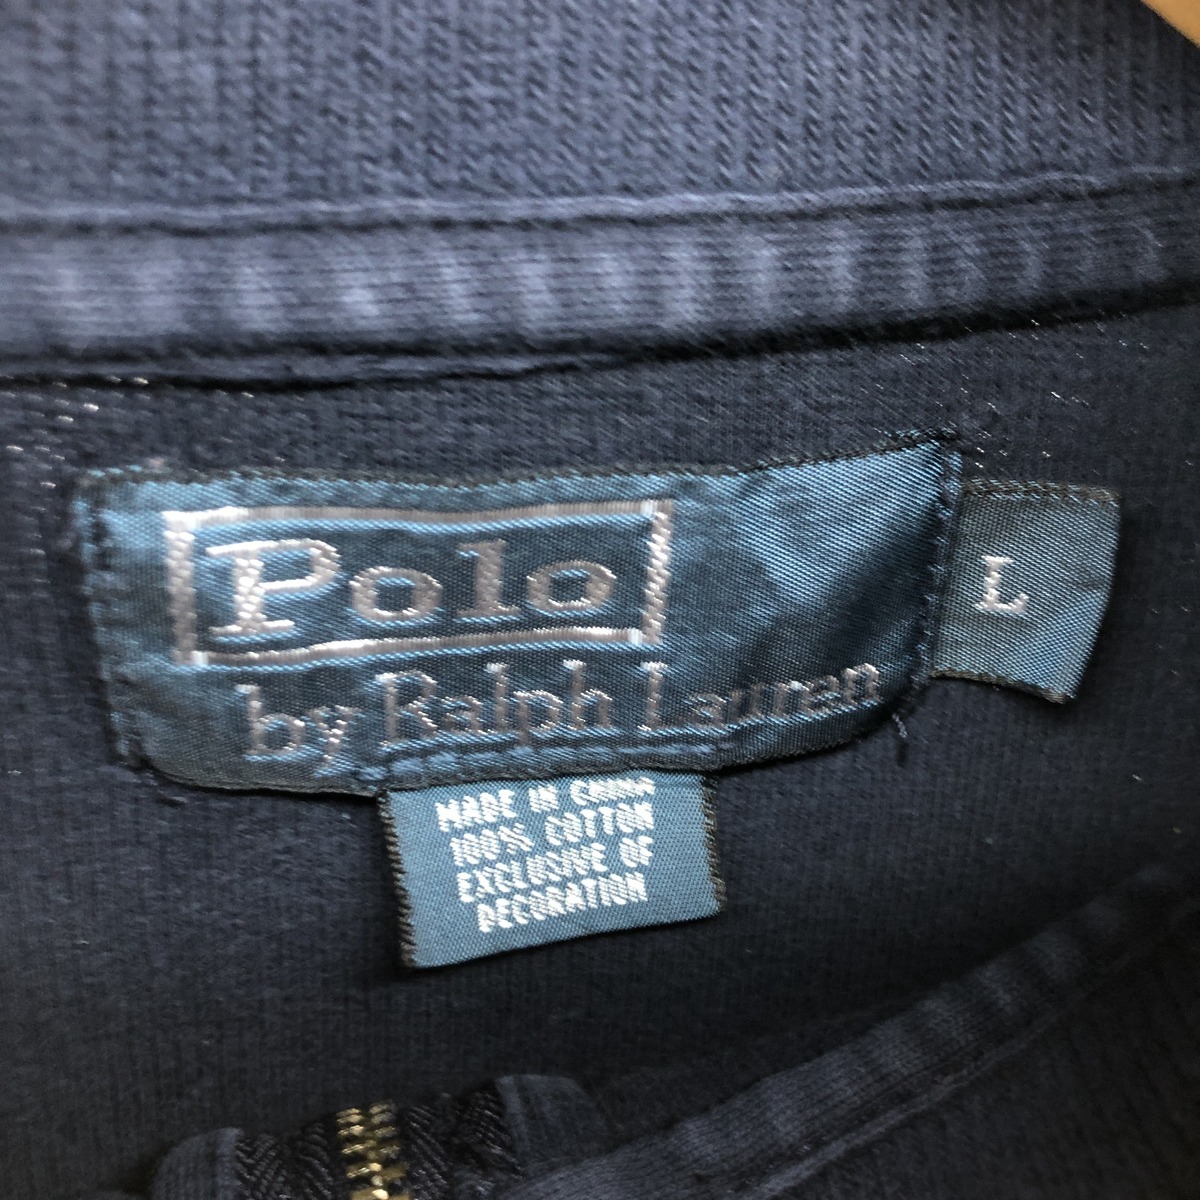 Polo
by Ralph Lauren
L
MADE IN CHINA
100% COTTON
EXCLUSIVE OF
DECORATION